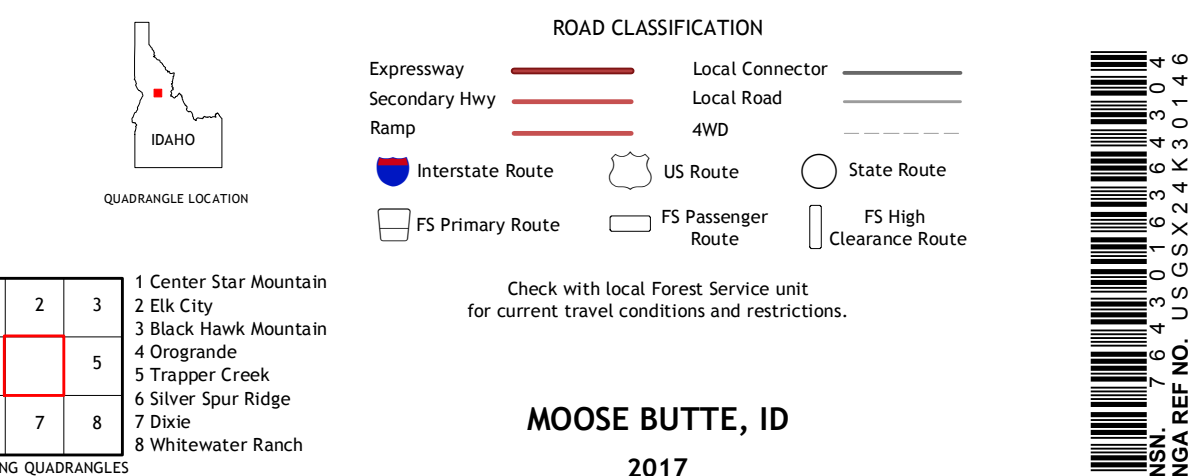 ROAD CLASSIFICATION
Expressway
Local Connector
Secondary Hwy
Local Road
Ramp
4WD
IDAHO
QUADRANGLE LOCATION
Interstate Route
US Route
State Route
FS Primary Route
FS Passenger
Route
FS High
Clearance Route
Check with local Forest Service unit
for current travel conditions and restrictions.
2 3
5
7 8
NG QUADRANGLES
1 Center Star Mountain
2 Elk City
3 Black Hawk Mountain
4 Orogrande
5 Trapper Creek
6 Silver Spur Ridge
7 Dixie
8 Whitewater Ranch
MOOSE BUTTE, ID
2017
NSN. 7643016364304
NGA REF NO. USGSX24K30146